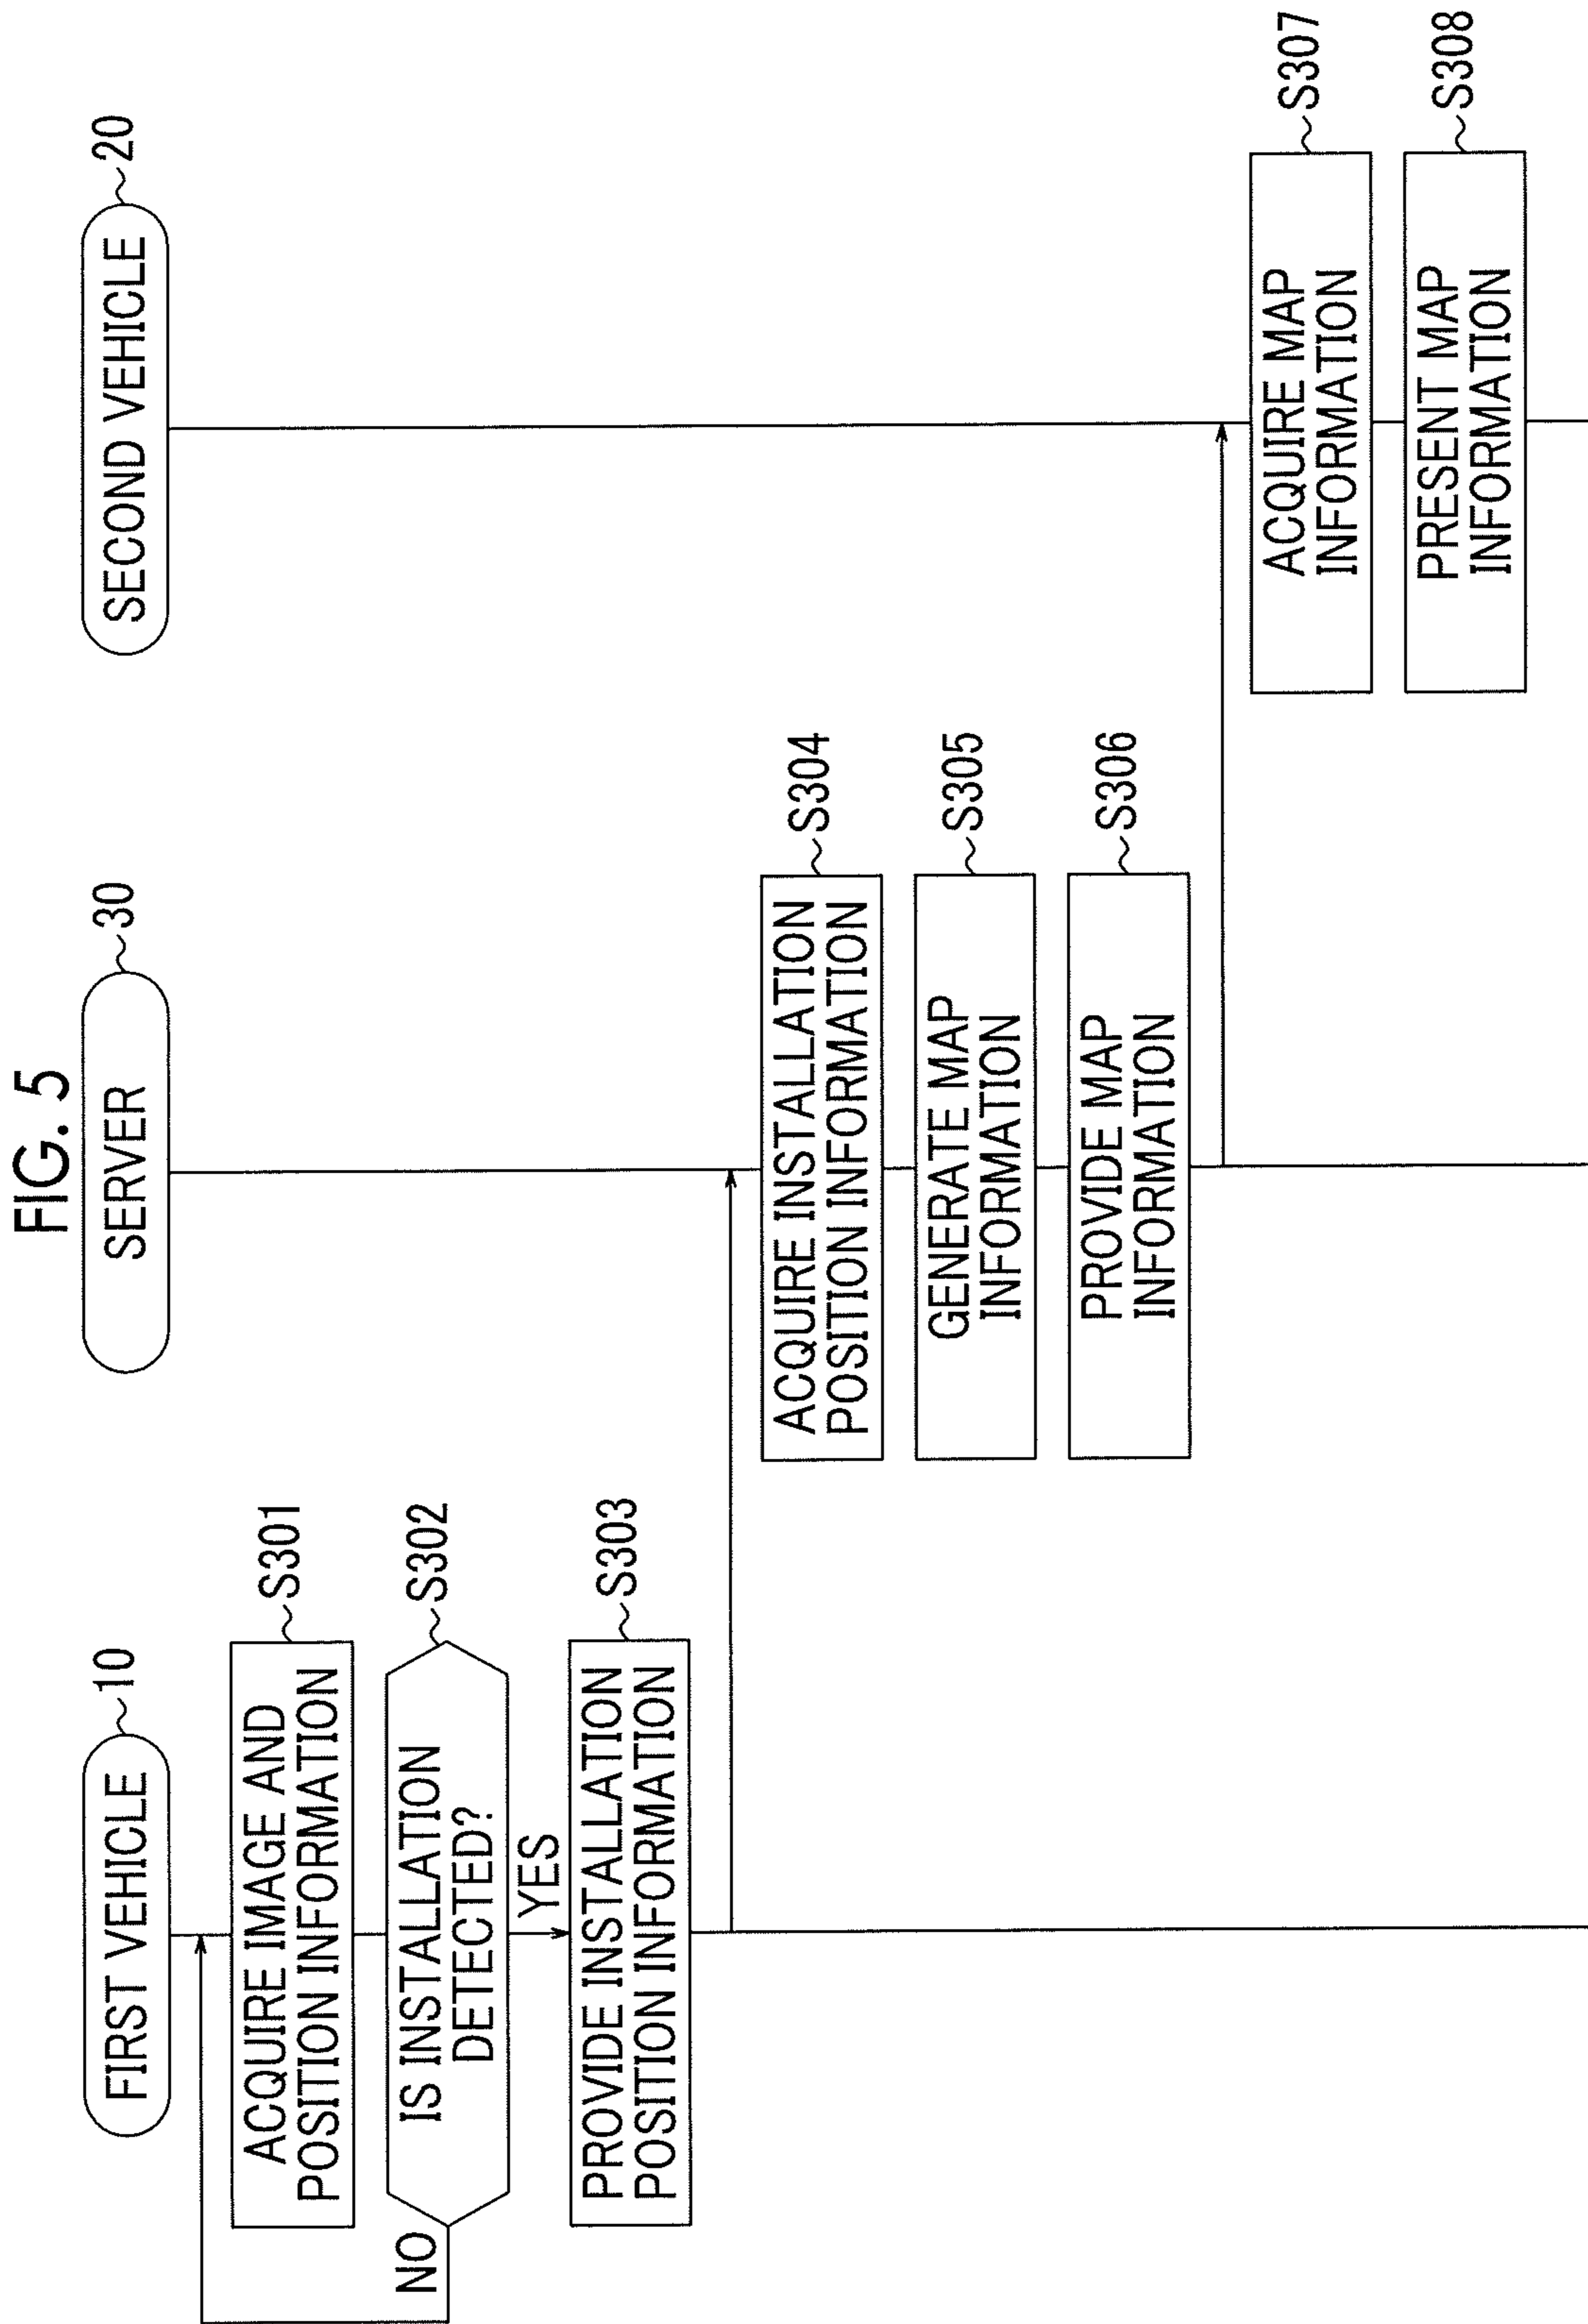 FIG. 5
FIRST VEHICLE
10
SERVER
30
SECOND VEHICLE
20
ACQUIRE IMAGE AND
POSITION INFORMATION
S301
IS INSTALLATION
DETECTED?
S302
NO
YES
PROVIDE INSTALLATION
POSITION INFORMATION
S303
ACQUIRE INSTALLATION
POSITION INFORMATION
S304
GENERATE MAP
INFORMATION
S305
PROVIDE MAP
INFORMATION
S306
ACQUIRE MAP
INFORMATION
S307
PRESENT MAP
INFORMATION
S308